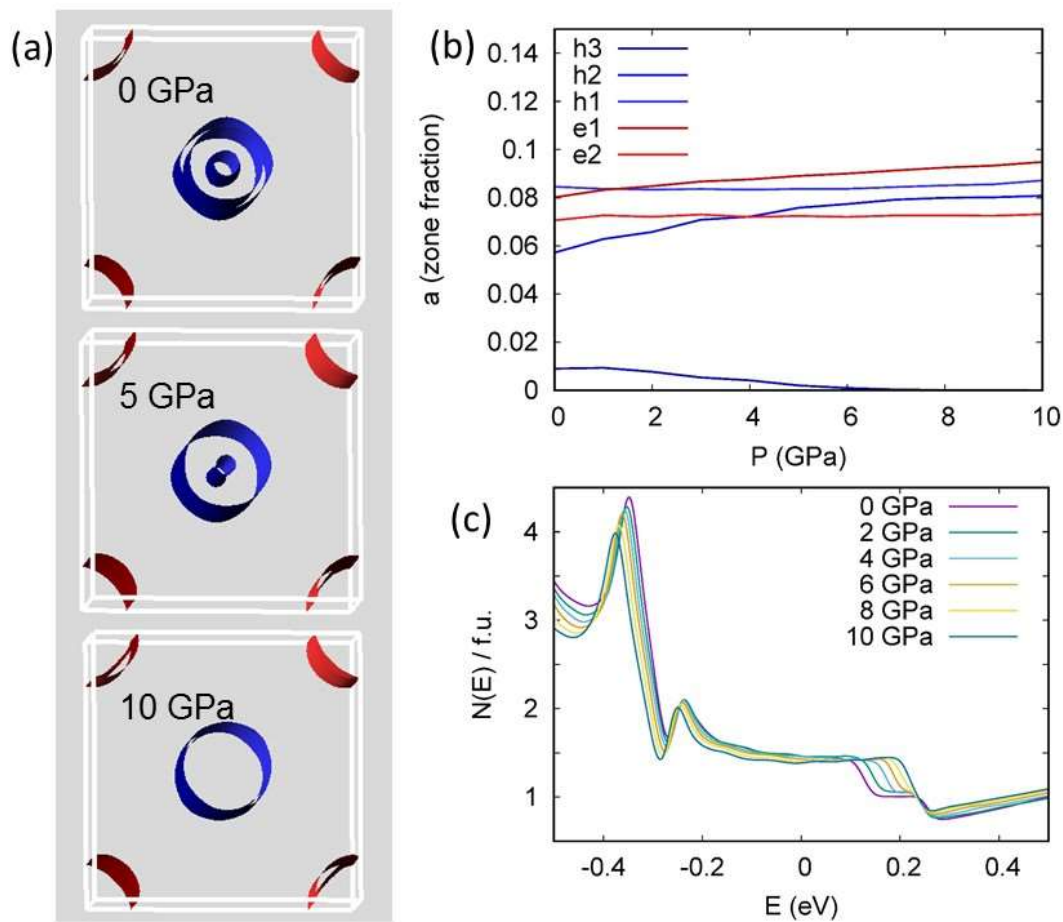 (a)
0 GPa
5 GPa
10 GPa
(b)
a (zone fraction)
0.14
0.12
0.1
0.08
0.06
0.04
0.02
0
h3
h2
h1
e1
e2
0 2 4 6 8 10
P (GPa)
(c)
N(E) / f.u.
4
3
2
1
0 GPa
2 GPa
4 GPa
6 GPa
8 GPa
10 GPa
-0.4 -0.2 0 0.2 0.4
E (eV)